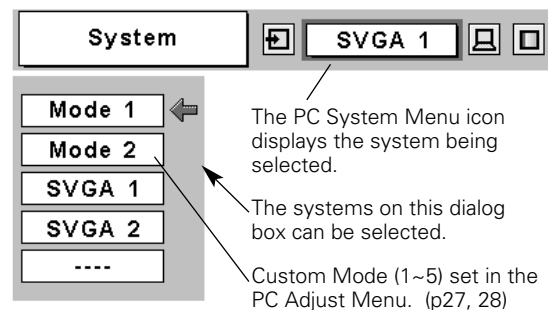 System
SVGA 1
Mode 1
Mode 2
SVGA 1
SVGA 2
----
The PC System Menu icon
displays the system being
selected.
The systems on this dialog
box can be selected.
Custom Mode (1~5) set in the
PC Adjust Menu. (p27, 28)